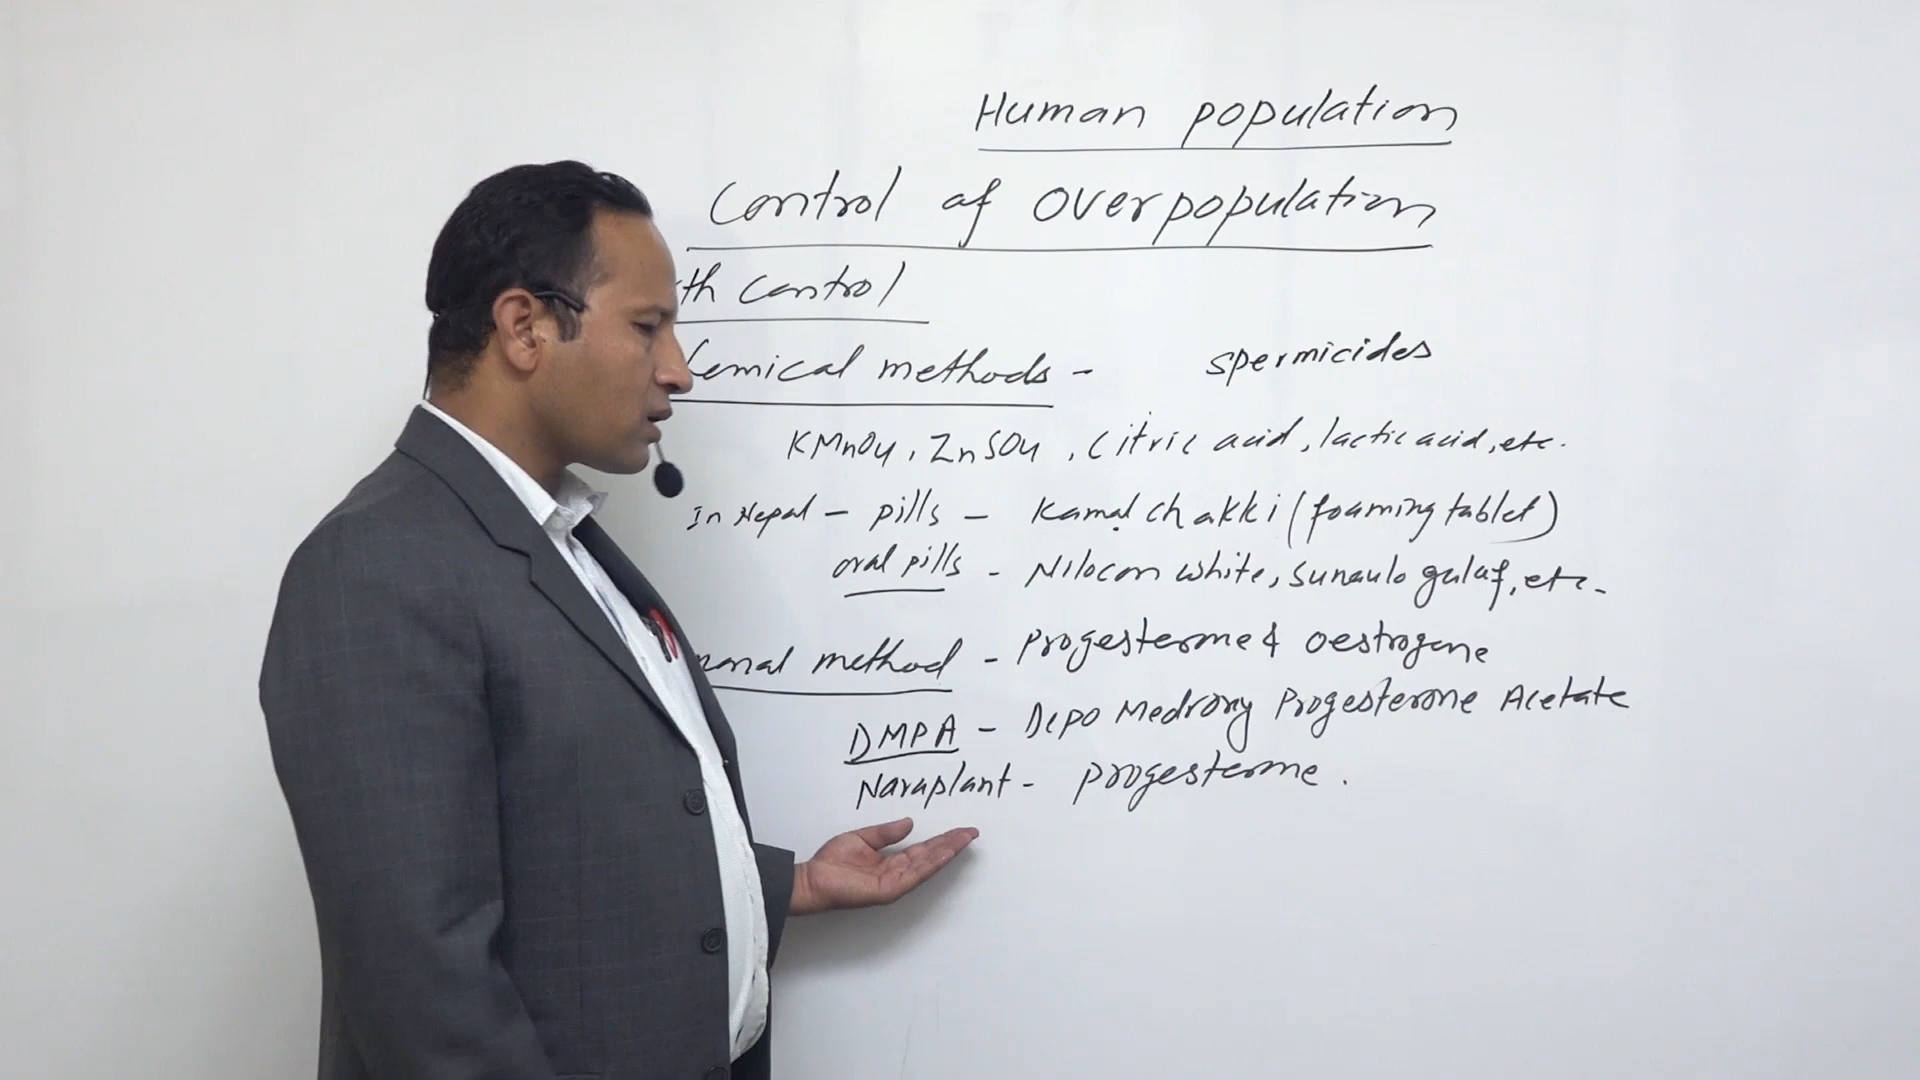 Human population
Control of overpopulation
th control
emical methods - spermicides
KMnO4, ZnSO4, Citric acid, lactic acid, etc.
In Nepal - pills - Kamal chakki (foaming tablet)
oral pills - Nilocon white, Sunaulo gulaf, etc.
monal method - Progesterone & oestrogene
DMPA - Depo Medroxy Progesterone Acetate
Naraplant - progesterone.